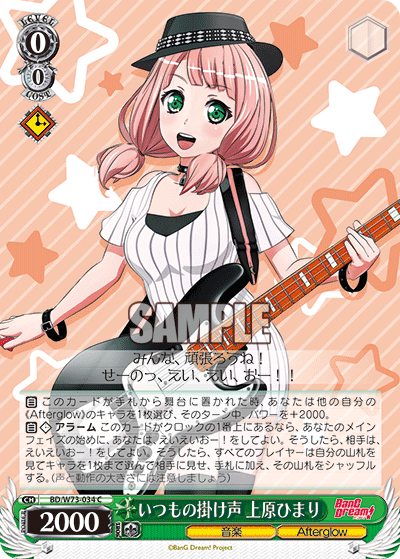 LEVEL
0
0
COST
SAMPLE
みんな、頑張ろうね！
せーのっ、えい、えい、おー！！
【自】 このカードが手札から舞台に置かれた時、あなたは他の自分の
《Afterglow》のキャラを1枚選び、そのターン中、パワーを＋2000。
【自】 アラーム このカードがクロックの1番上にあるなら、あなたのメイン
フェイズの始めに、あなたは、えいえいおー！をしてよい。そうしたら、相手は、
えいえいおー！をしてよい。そうしたら、すべてのプレイヤーは自分の山札を
見てキャラを1枚まで選んで相手に見せ、手札に加え、その山札をシャッフル
する。（声と動作の大きさには注意しましょう）
CH BD/W73-034 C
いつもの掛け声 上原ひまり
BanG Dream!
2000
音楽
Afterglow
©BanG Dream! Project